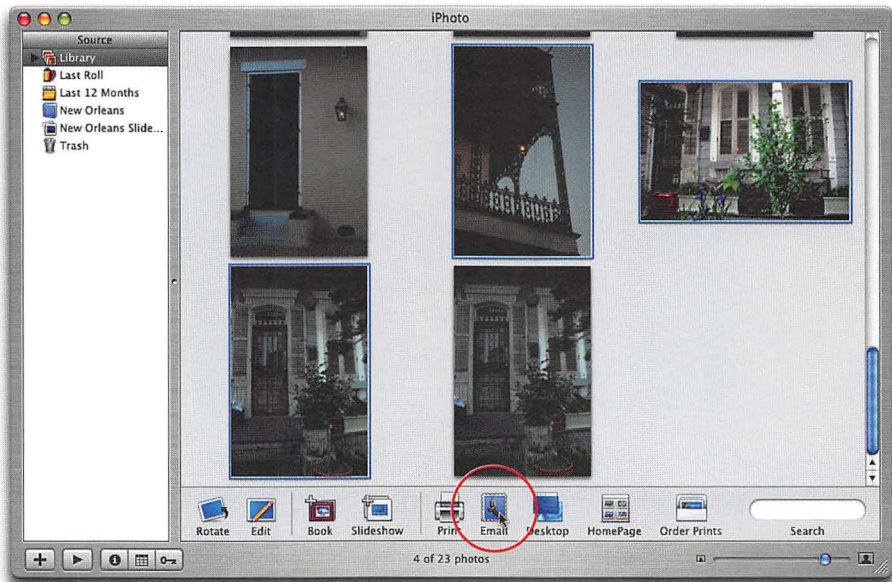 iPhoto
Source
Library
Last Roll
Last 12 Months
New Orleans
New Orleans Slide...
Trash
Rotate Edit Book Slideshow Print Email Desktop HomePage Order Prints Search
4 of 23 photos